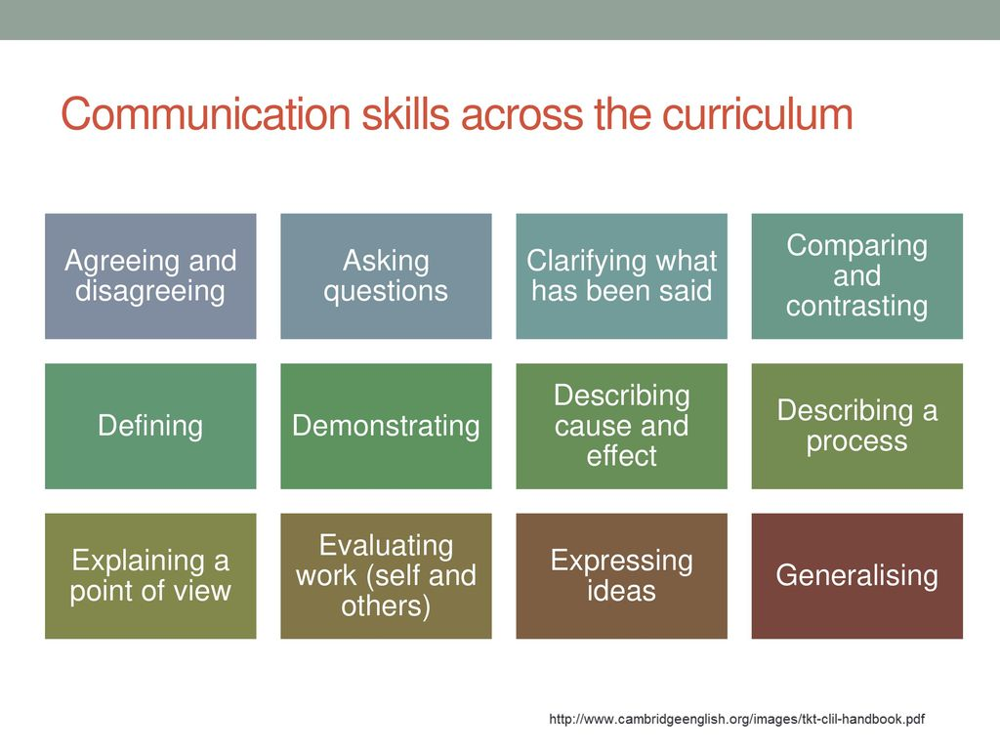 Communication skills across the curriculum
Agreeing and
disagreeing
Asking
questions
Clarifying what
has been said
Comparing
and
contrasting
Defining
Demonstrating
Describing
cause and
effect
Describing a
process
Explaining a
point of view
Evaluating
work (self and
others)
Expressing
ideas
Generalising
http://www.cambridgeenglish.org/images/tkt-clil-handbook.pdf